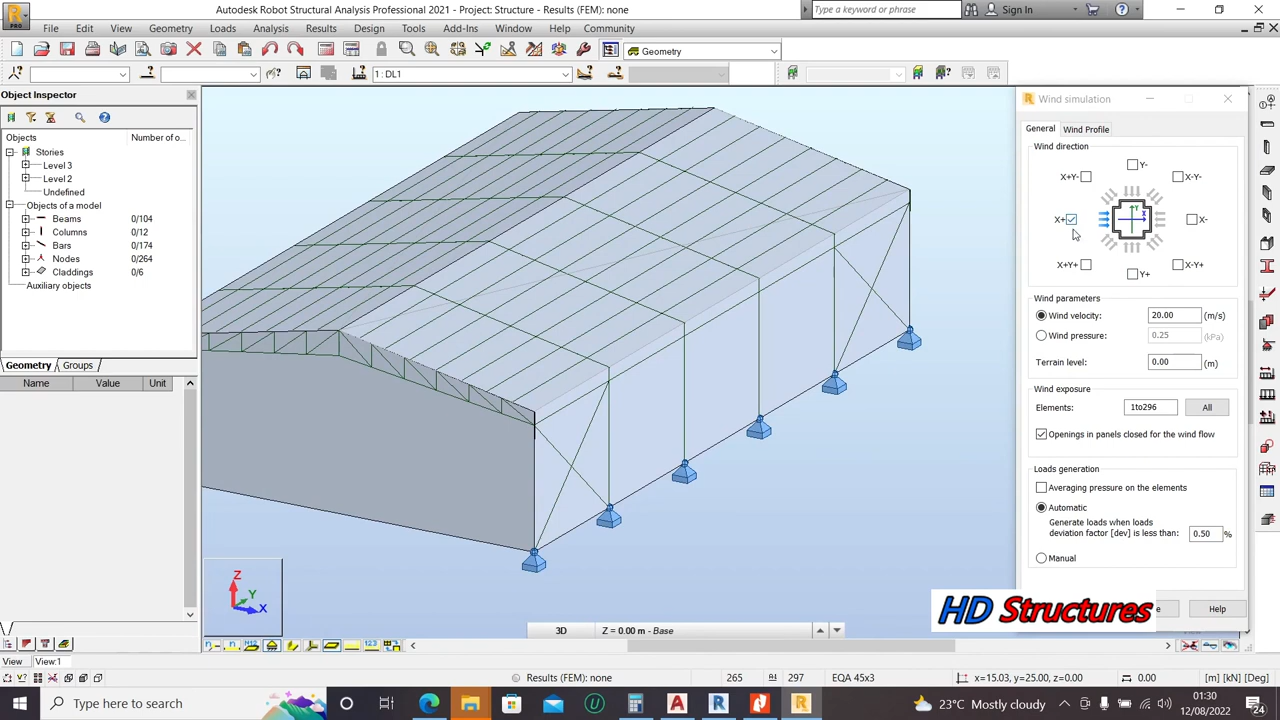 Autodesk Robot Structural Analysis Professional 2021 - Project: Structure - Results (FEM): none
Type a keyword or phrase
Sign In
File Edit View Geometry Loads Analysis Results Design Tools Add-Ins Window Help Community
Geometry
1 : DL1
Object Inspector
Objects Number of o...
Stories
Level 3
Level 2
Undefined
Objects of a model
Beams 0/104
Columns 0/12
Bars 0/174
Nodes 0/264
Claddings 0/6
Auxiliary objects
Geometry Groups
Name Value Unit
Z
Y
X
3D Z = 0.00 m - Base
Wind simulation
General Wind Profile
Wind direction
Y-
X+Y- X-Y-
X+ X-
Y
X
X+Y+ X-Y+
Y+
Wind parameters
Wind velocity: 20.00 (m/s)
Wind pressure: 0.25 (kPa)
Terrain level: 0.00 (m)
Wind exposure
Elements: 1to296 All
Openings in panels closed for the wind flow
Loads generation
Averaging pressure on the elements
Automatic
Generate loads when loads
deviation factor [dev] is less than: 0.50 %
Manual
Help
HD Structures
View View:1
Results (FEM): none 265 297 EQA 45x3 x=15.03, y=25.00, z=0.00 0.00 [m] [kN] [Deg]
Type here to search
23°C Mostly cloudy
01:30
12/08/2022
24